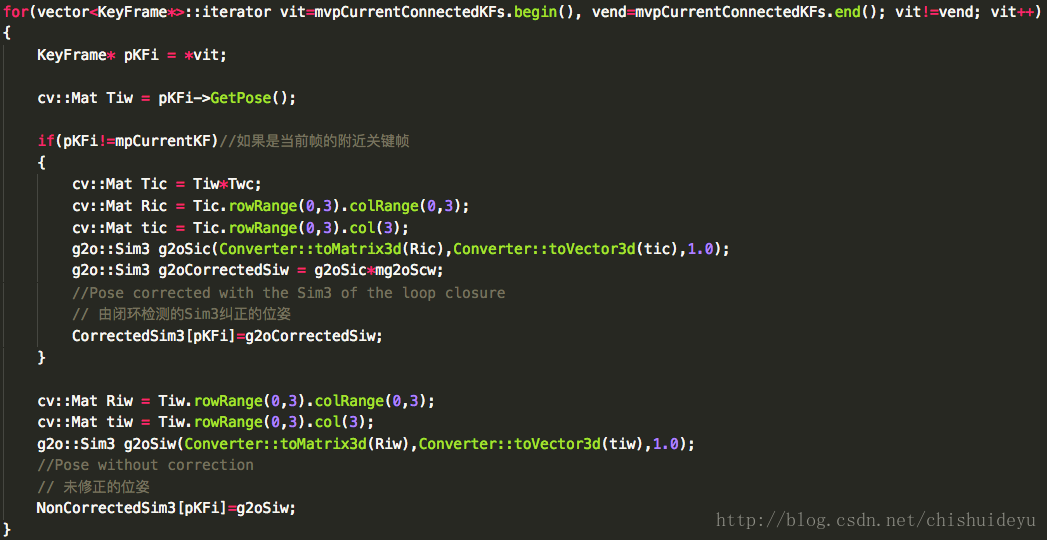 for(vector<KeyFrame*>::iterator vit=mvpCurrentConnectedKFs.begin(), vend=mvpCurrentConnectedKFs.end(); vit!=vend; vit++)
{
KeyFrame* pKFi = *vit;
cv::Mat Tiw = pKFi->GetPose();
if(pKFi!=mpCurrentKF)//如果是当前帧的附近关键帧
{
cv::Mat Tic = Tiw*Twc;
cv::Mat Ric = Tic.rowRange(0,3).colRange(0,3);
cv::Mat tic = Tic.rowRange(0,3).col(3);
g2o::Sim3 g2oSic(Converter::toMatrix3d(Ric),Converter::toVector3d(tic),1.0);
g2o::Sim3 g2oCorrectedSiw = g2oSic*mg2oScw;
//Pose corrected with the Sim3 of the loop closure
// 由闭环检测的Sim3纠正的位姿
CorrectedSim3[pKFi]=g2oCorrectedSiw;
}
cv::Mat Riw = Tiw.rowRange(0,3).colRange(0,3);
cv::Mat tiw = Tiw.rowRange(0,3).col(3);
g2o::Sim3 g2oSiw(Converter::toMatrix3d(Riw),Converter::toVector3d(tiw),1.0);
//Pose without correction
// 未修正的位姿
NonCorrectedSim3[pKFi]=g2oSiw;
}
http://blog.csdn.net/chishuideyu